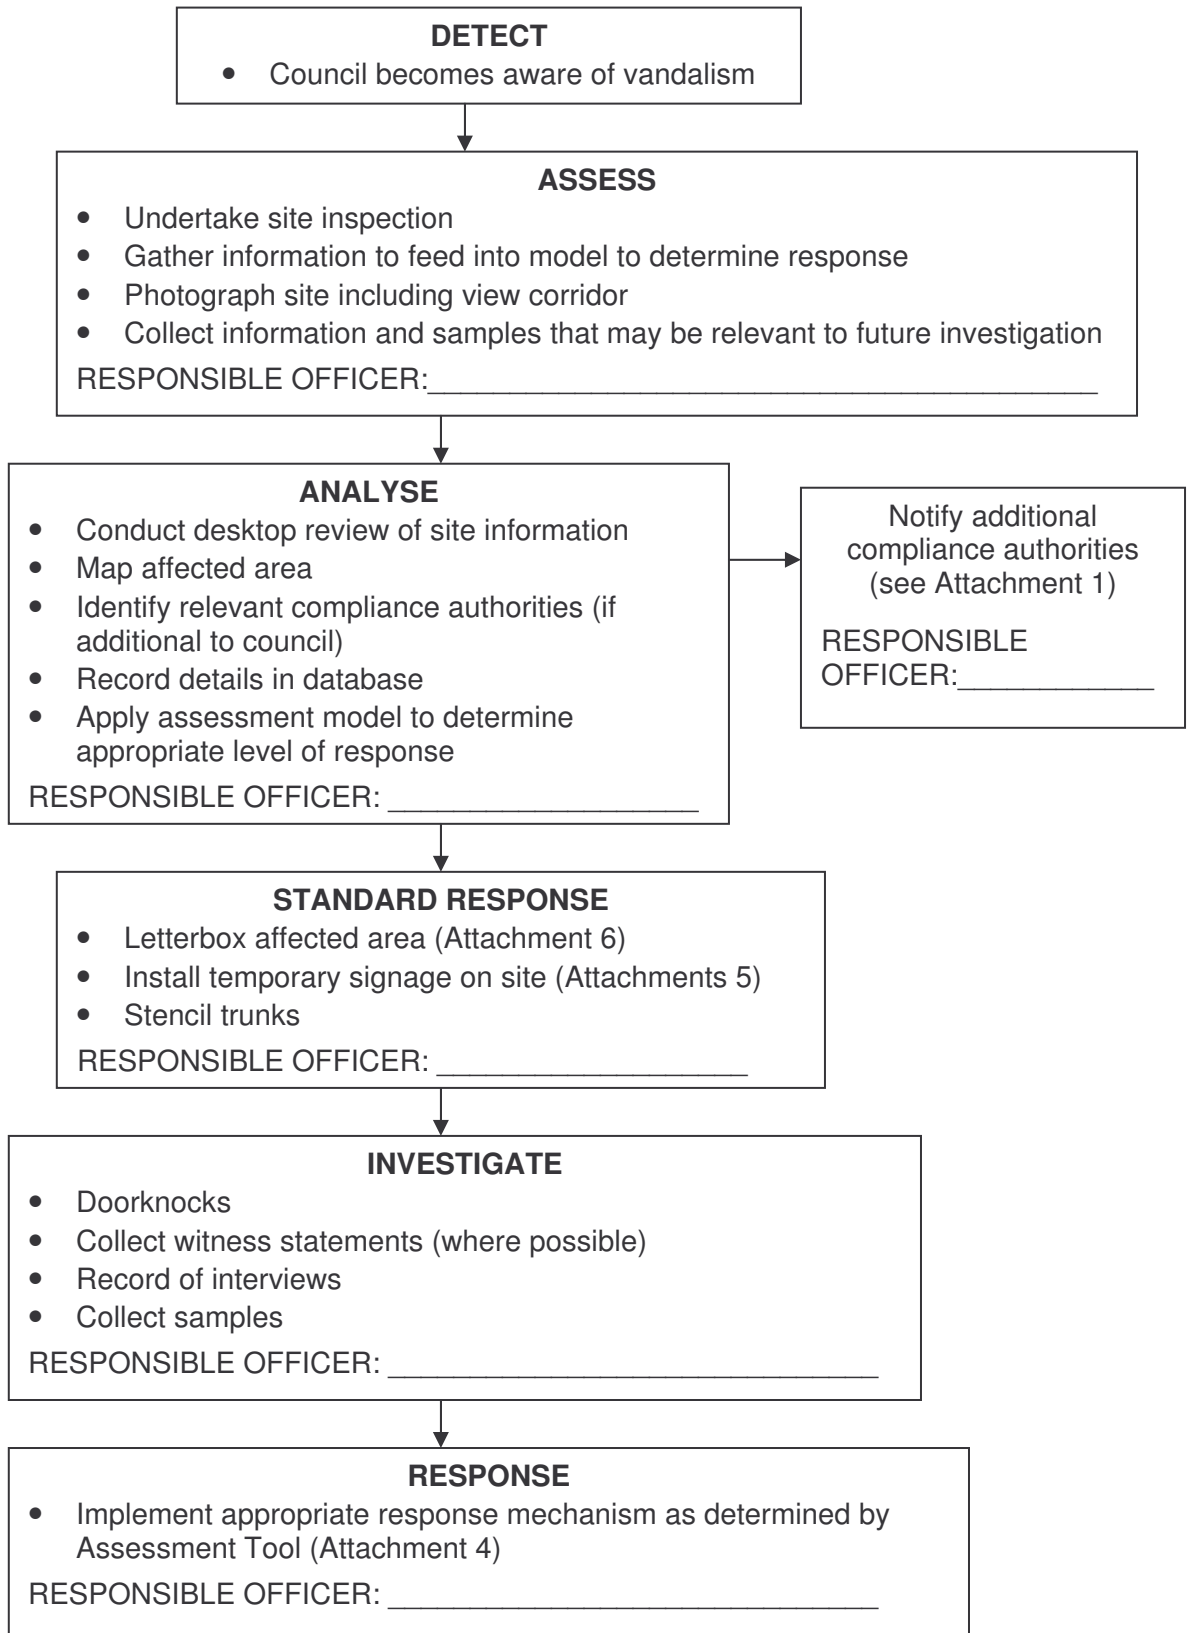 DETECT
• Council becomes aware of vandalism
ASSESS
• Undertake site inspection
• Gather information to feed into model to determine response
• Photograph site including view corridor
• Collect information and samples that may be relevant to future investigation
RESPONSIBLE OFFICER:_________________________________________
ANALYSE
• Conduct desktop review of site information
• Map affected area
• Identify relevant compliance authorities (if
additional to council)
• Record details in database
• Apply assessment model to determine
appropriate level of response
RESPONSIBLE OFFICER: ___________________
Notify additional
compliance authorities
(see Attachment 1)
RESPONSIBLE
OFFICER:____________
STANDARD RESPONSE
• Letterbox affected area (Attachment 6)
• Install temporary signage on site (Attachments 5)
• Stencil trunks
RESPONSIBLE OFFICER: ___________________
INVESTIGATE
• Doorknocks
• Collect witness statements (where possible)
• Record of interviews
• Collect samples
RESPONSIBLE OFFICER: ______________________________
RESPONSE
• Implement appropriate response mechanism as determined by
Assessment Tool (Attachment 4)
RESPONSIBLE OFFICER: ______________________________